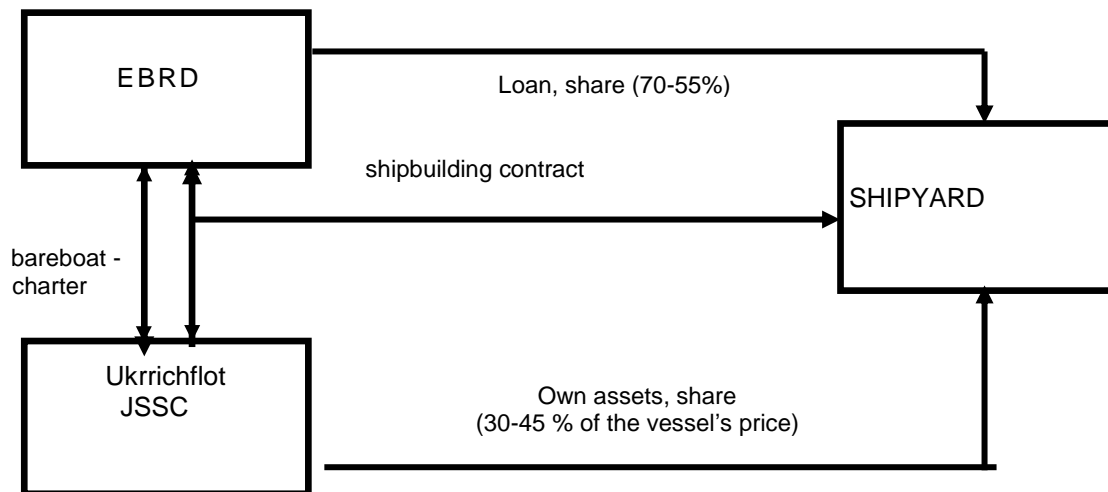 EBRD
Loan, share (70-55%)
shipbuilding contract
SHIPYARD
bareboat -
charter
Ukrrichflot
JSSC
Own assets, share
(30-45 % of the vessel's price)